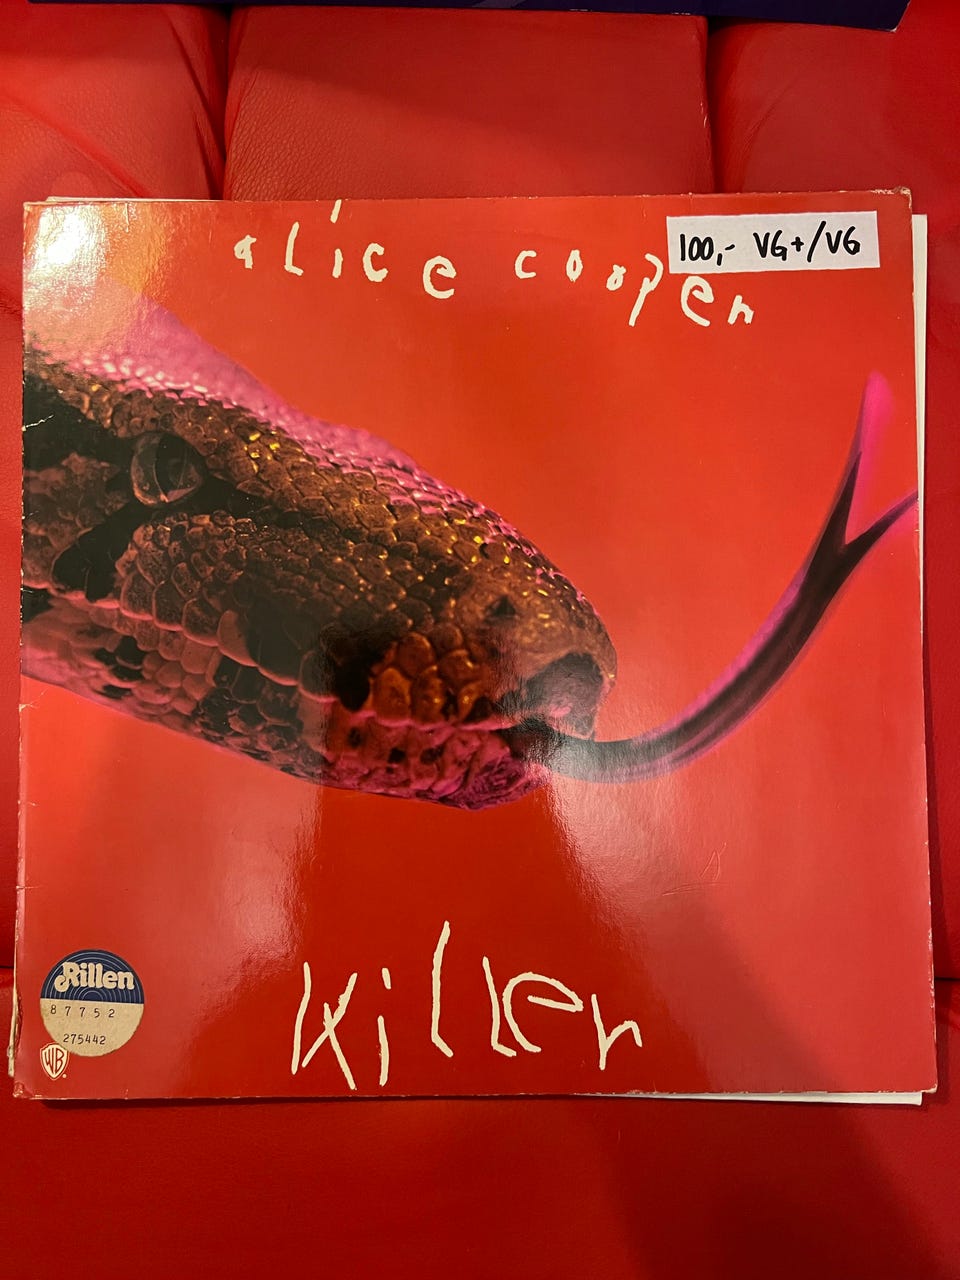 alice cooper
100,- VG+/VG
killer
Rillen
87752
275442
WB